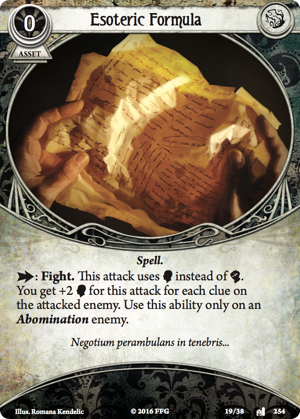 Esoteric Formula
0
ASSET
Spell.
: Fight. This attack uses instead of .
You get +2 for this attack for each clue on
the attacked enemy. Use this ability only on an
Abomination enemy.
Negotium perambulans in tenebris...
Illus. Romana Kendelic
© 2016 FFG
19/38
254